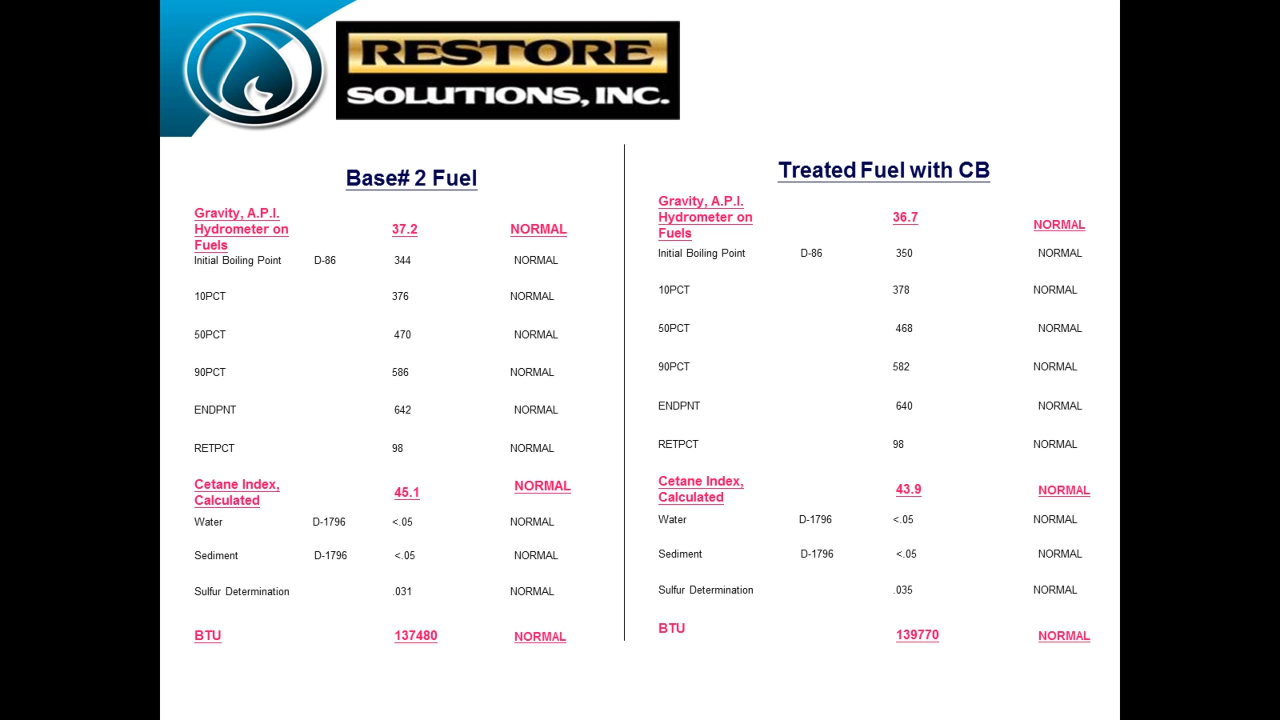 RESTORE
SOLUTIONS, INC.
Base# 2 Fuel
Gravity, A.P.I.
Hydrometer on
Fuels
37.2 NORMAL
Initial Boiling Point D-86 344 NORMAL
10PCT 376 NORMAL
50PCT 470 NORMAL
90PCT 586 NORMAL
ENDPNT 642 NORMAL
RETPCT 98 NORMAL
Cetane Index,
Calculated
45.1 NORMAL
Water D-1796 <.05 NORMAL
Sediment D-1796 <.05 NORMAL
Sulfur Determination .031 NORMAL
BTU 137480 NORMAL
Treated Fuel with CB
Gravity, A.P.I.
Hydrometer on
Fuels
36.7 NORMAL
Initial Boiling Point D-86 350 NORMAL
10PCT 378 NORMAL
50PCT 468 NORMAL
90PCT 582 NORMAL
ENDPNT 640 NORMAL
RETPCT 98 NORMAL
Cetane Index,
Calculated
43.9 NORMAL
Water D-1796 <.05 NORMAL
Sediment D-1796 <.05 NORMAL
Sulfur Determination .035 NORMAL
BTU 139770 NORMAL